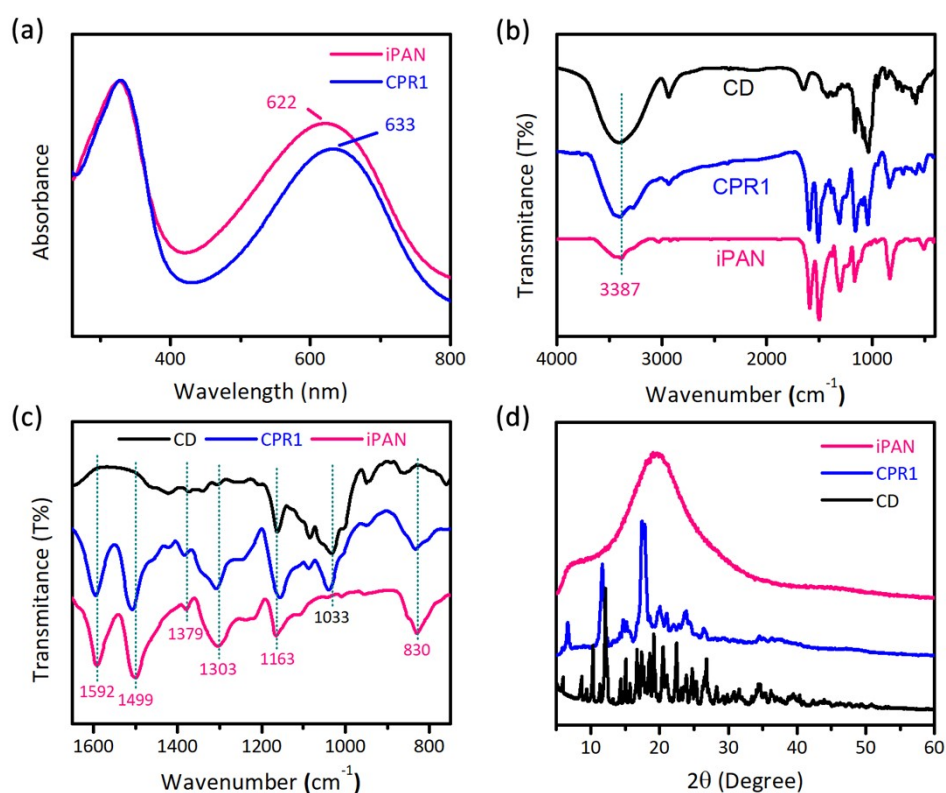 (a)
iPAN
CPR1
622
633
Absorbance
400
600
800
Wavelength (nm)
(b)
CD
CPR1
iPAN
3387
Transmitance (T%)
4000
3000
2000
1000
Wavenumber (cm⁻¹)
(c)
CD
CPR1
iPAN
1033
1379
1163
830
1303
1592
1499
Transmitance (T%)
1600
1400
1200
1000
800
Wavenumber (cm⁻¹)
(d)
iPAN
CPR1
CD
10
20
30
40
50
60
2θ (Degree)